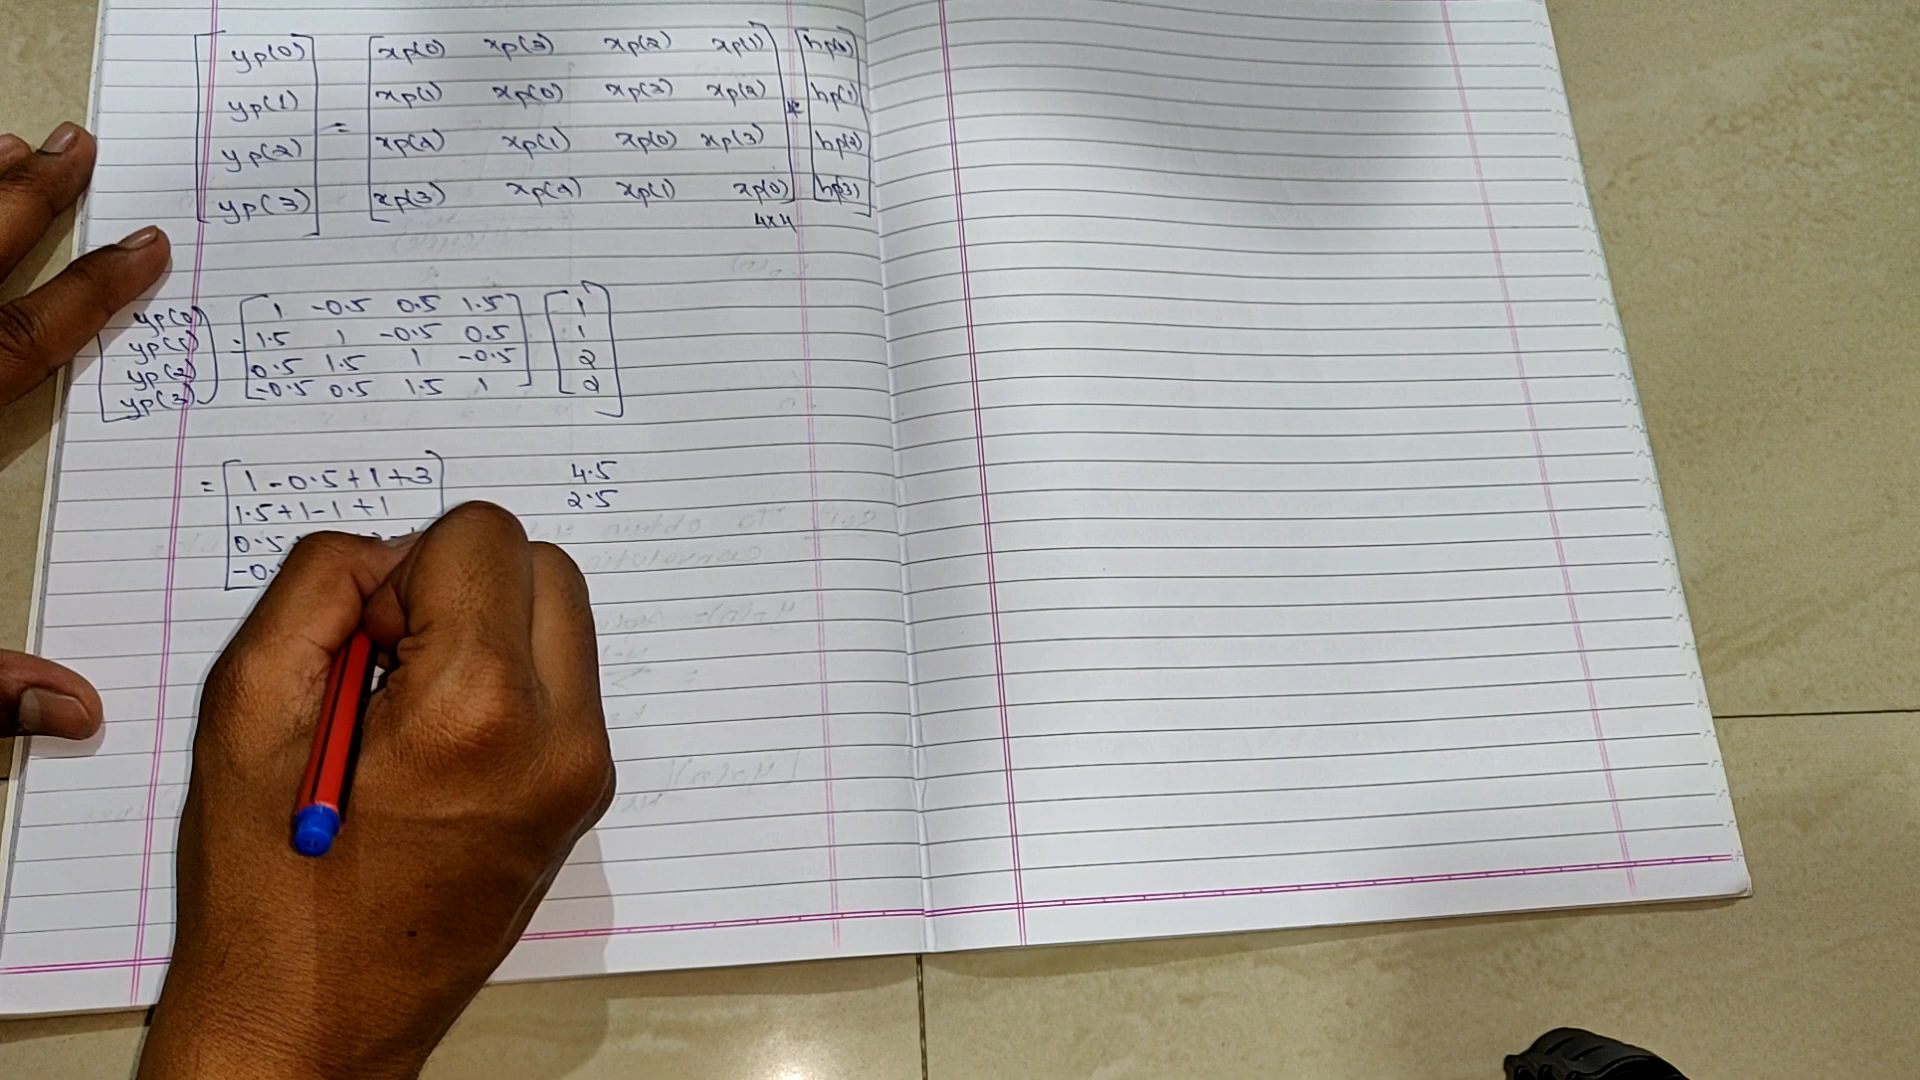 yp(0) xp(0) xp(3) xp(2) xp(1) hp(0)
yp(1) = xp(1) xp(0) xp(3) xp(2) * hp(1)
yp(2) xp(2) xp(1) xp(0) xp(3) hp(2)
yp(3) xp(3) xp(2) xp(1) xp(0) hp(3)
4x4
yp(0) 1 -0.5 0.5 1.5 1
yp(1) = 1.5 1 -0.5 0.5 1
yp(2) 0.5 1.5 1 -0.5 2
yp(3) -0.5 0.5 1.5 1 2
= 1-0.5+1+3 4.5
1.5+1-1+1 2.5
0.5
-0.